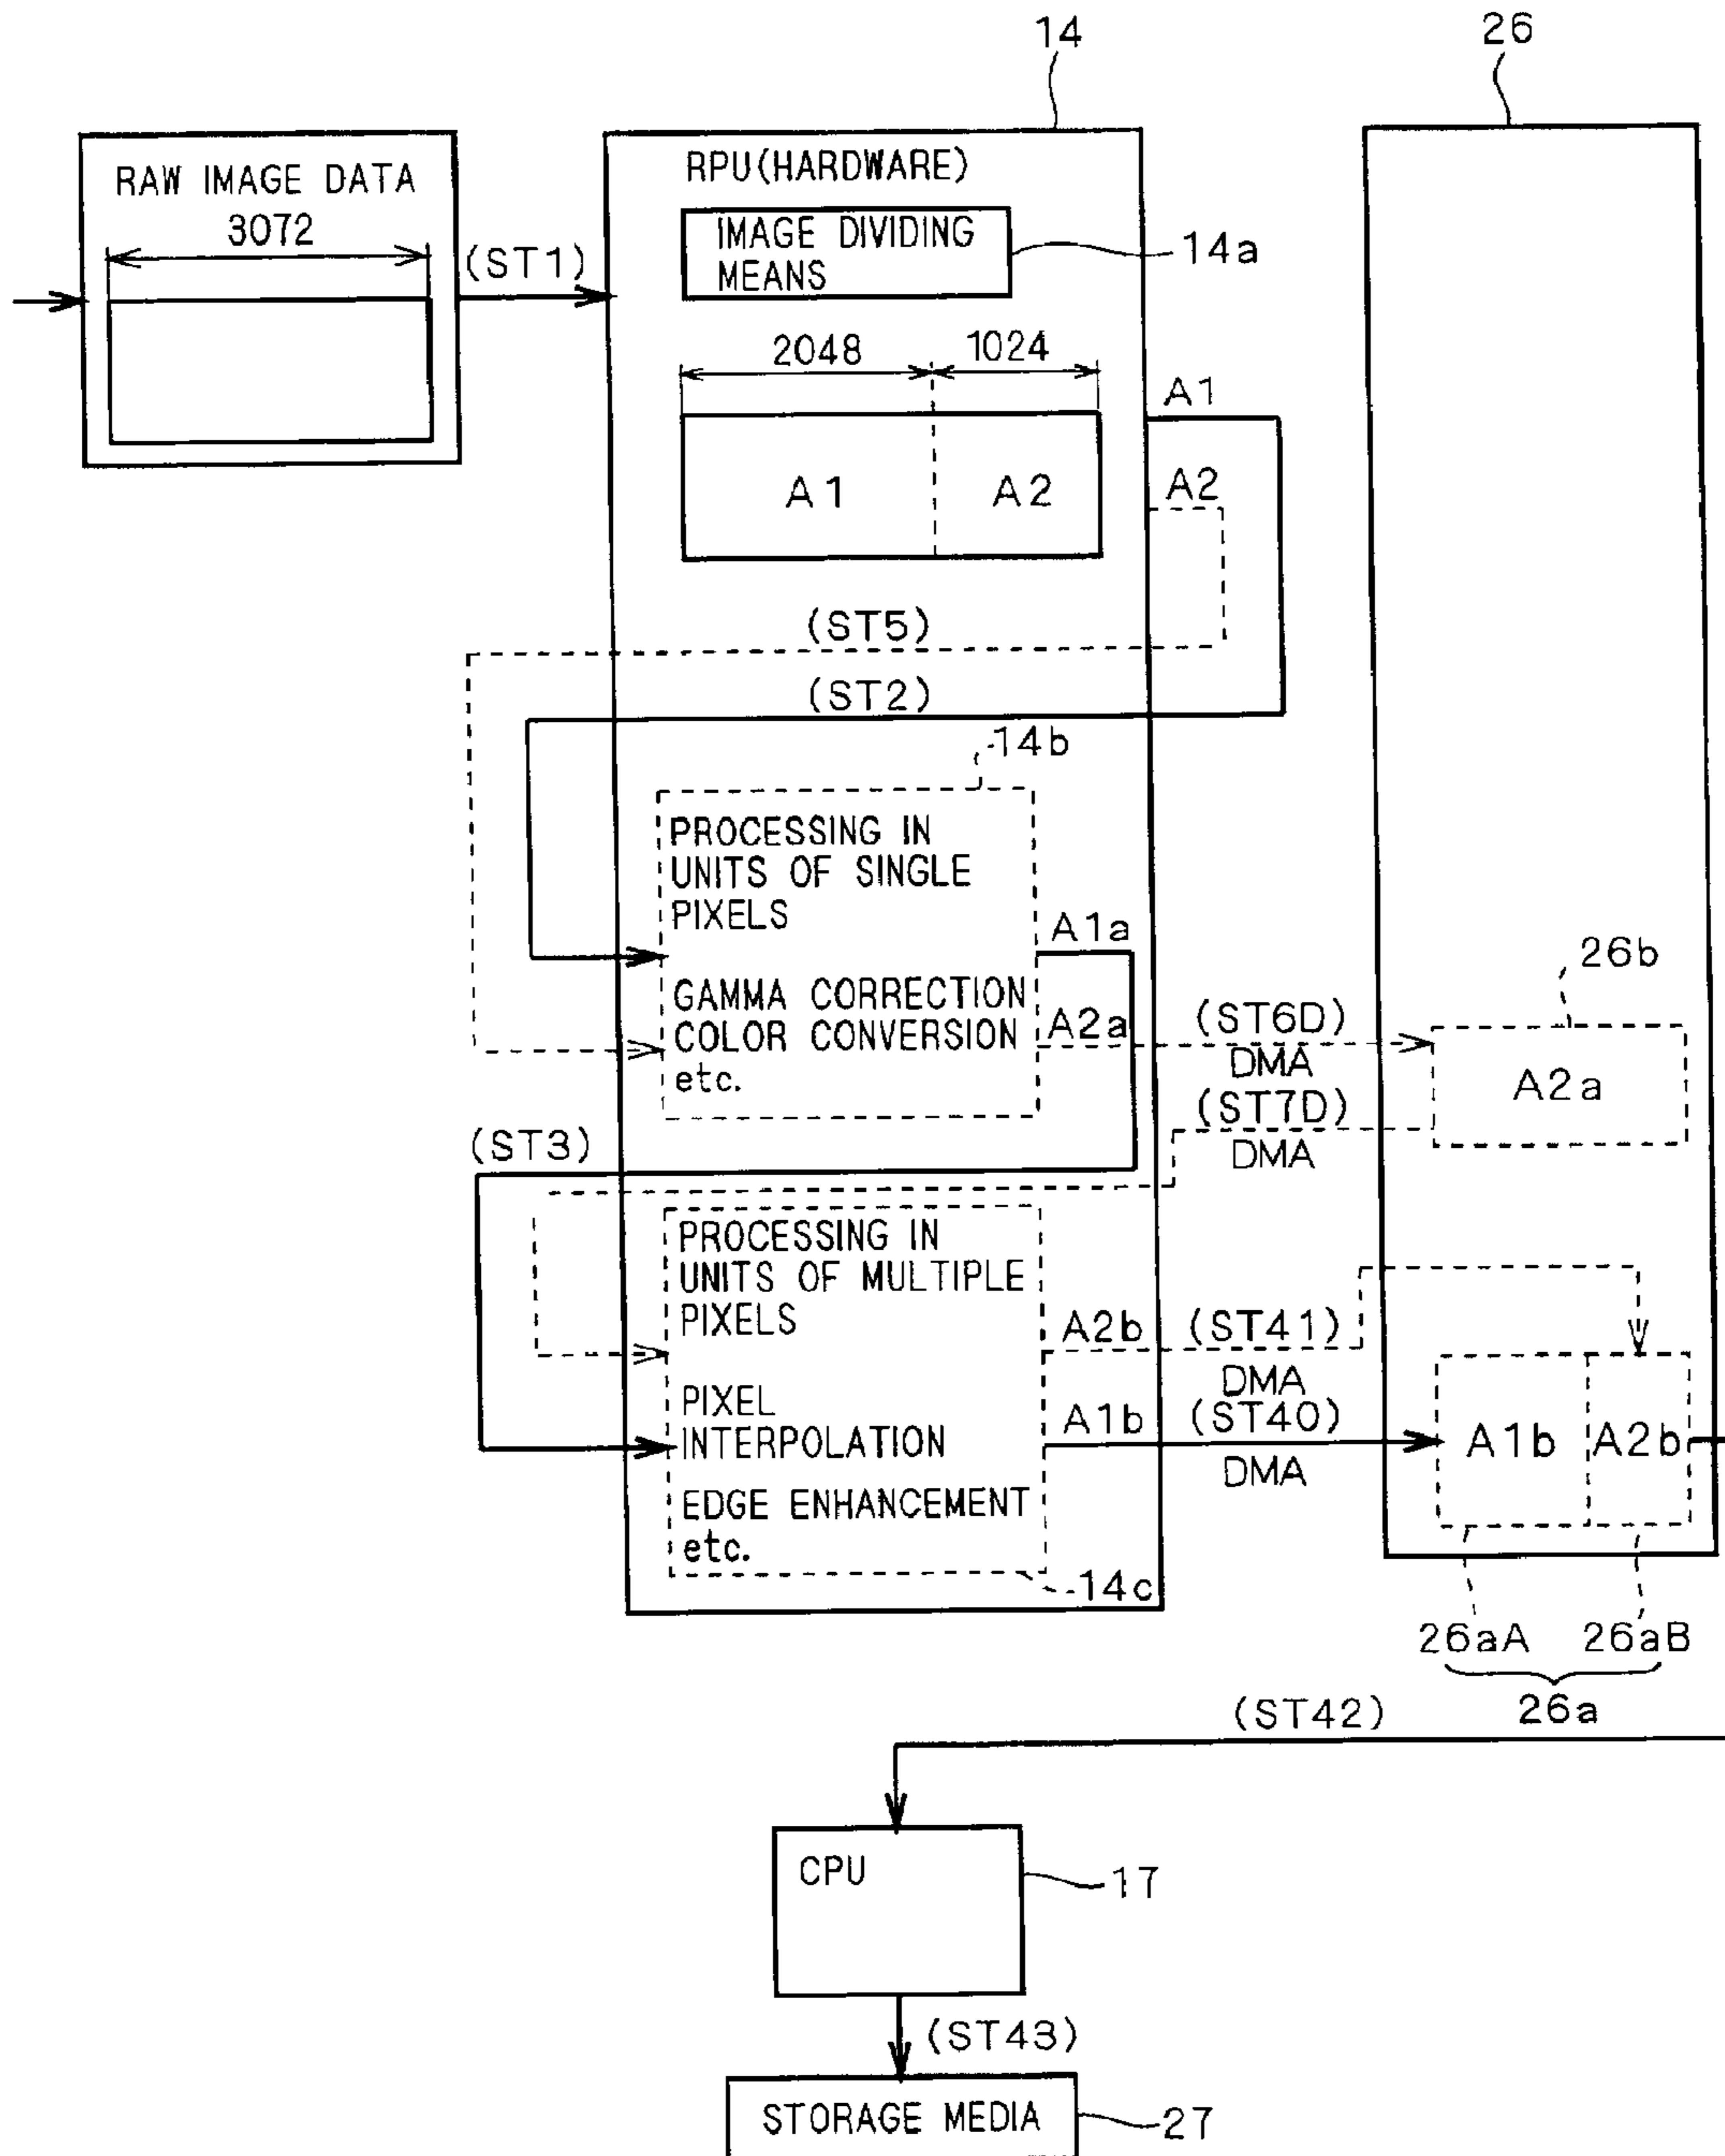 14
26
RAW IMAGE DATA
3072
(ST1)
RPU(HARDWARE)
IMAGE DIVIDING
MEANS
14a
2048
1024
A1
A2
A1
A2
(ST5)
(ST2)
14b
PROCESSING IN
UNITS OF SINGLE
PIXELS
GAMMA CORRECTION
COLOR CONVERSION
etc.
A1a
A2a
(ST6D)
DMA
(ST7D)
DMA
26b
A2a
(ST3)
PROCESSING IN
UNITS OF MULTIPLE
PIXELS
PIXEL
INTERPOLATION
EDGE ENHANCEMENT
etc.
14c
A2b
(ST41)
DMA
A1b
(ST40)
DMA
A1b
A2b
26aA
26aB
26a
(ST42)
CPU
17
(ST43)
STORAGE MEDIA
27